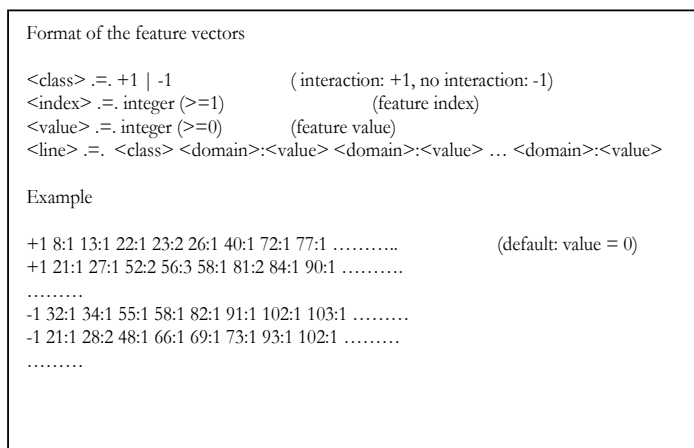 Format of the feature vectors
<class> .=. +1 | -1 ( interaction: +1, no interaction: -1)
<index> .=. integer (>=1) (feature index)
<value> .=. integer (>=0) (feature value)
<line> .=. <class> <domain>:<value> <domain>:<value> … <domain>:<value>
Example
+1 8:1 13:1 22:1 23:2 26:1 40:1 72:1 77:1 ……….. (default: value = 0)
+1 21:1 27:1 52:2 56:3 58:1 81:2 84:1 90:1 ……….
………
-1 32:1 34:1 55:1 58:1 82:1 91:1 102:1 103:1 ………
-1 21:1 28:2 48:1 66:1 69:1 73:1 93:1 102:1 ………
………